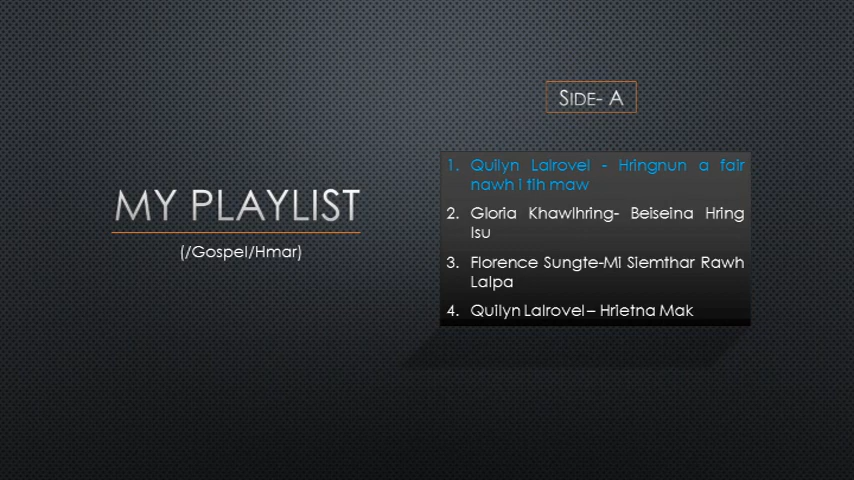 MY PLAYLIST
(/Gospel/Hmar)
SIDE- A
1. Quilyn Lalrovel - Hringnun a fair
nawh i tih maw
2. Gloria Khawlhring- Beiseina Hring
Isu
3. Florence Sungte-Mi Siemthar Rawh
Lalpa
4. Quilyn Lalrovel – Hrietna Mak